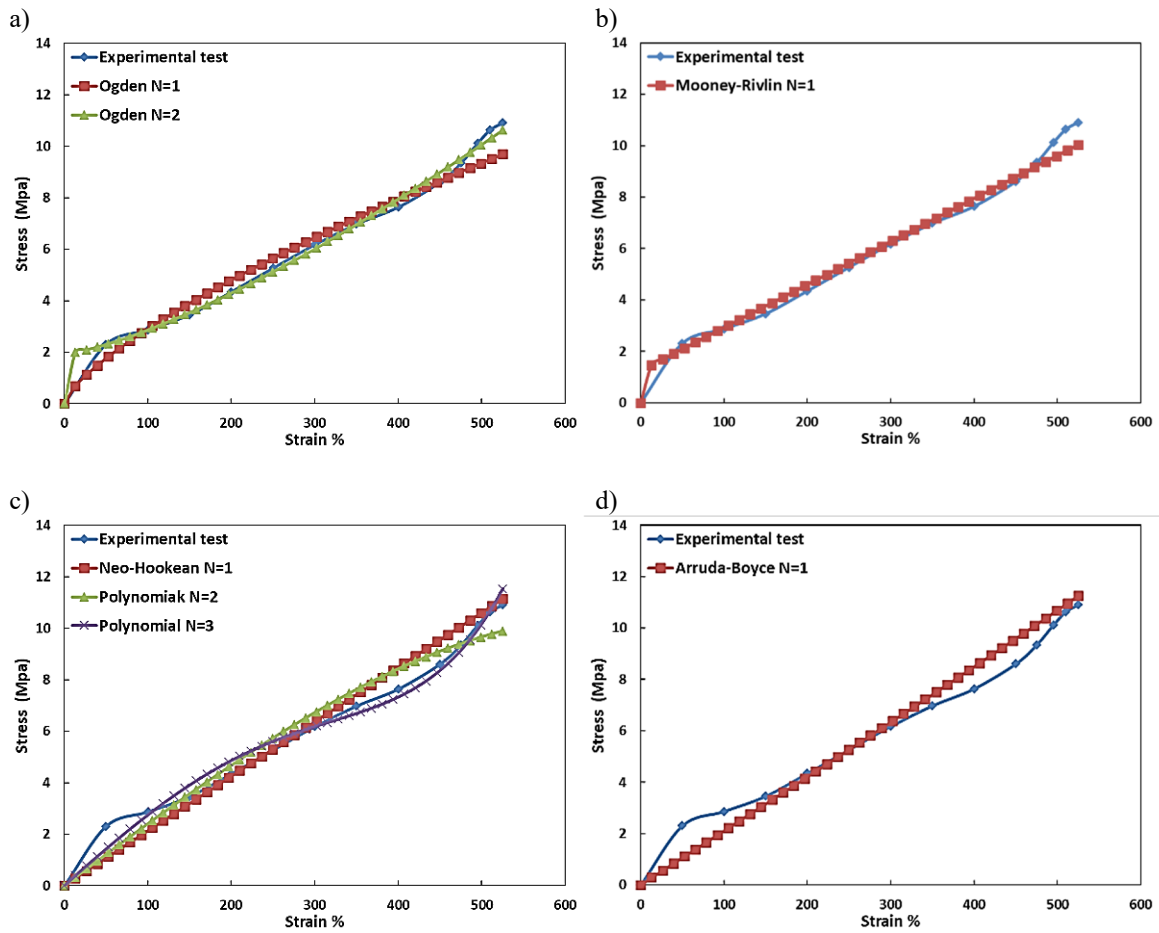 a)
14
12
10
8
6
4
2
0
Stress (Mpa)
Experimental test
Ogden N=1
Ogden N=2
0 100 200 300 400 500 600
Strain %
b)
14
12
10
8
6
4
2
0
Stress (Mpa)
Experimental test
Mooney-Rivlin N=1
0 100 200 300 400 500 600
Strain %
c)
14
12
10
8
6
4
2
0
Stress (Mpa)
Experimental test
Neo-Hookean N=1
Polynomiak N=2
Polynomial N=3
0 100 200 300 400 500 600
Strain %
d)
14
12
10
8
6
4
2
0
Stress (Mpa)
Experimental test
Arruda-Boyce N=1
0 100 200 300 400 500 600
Strain %